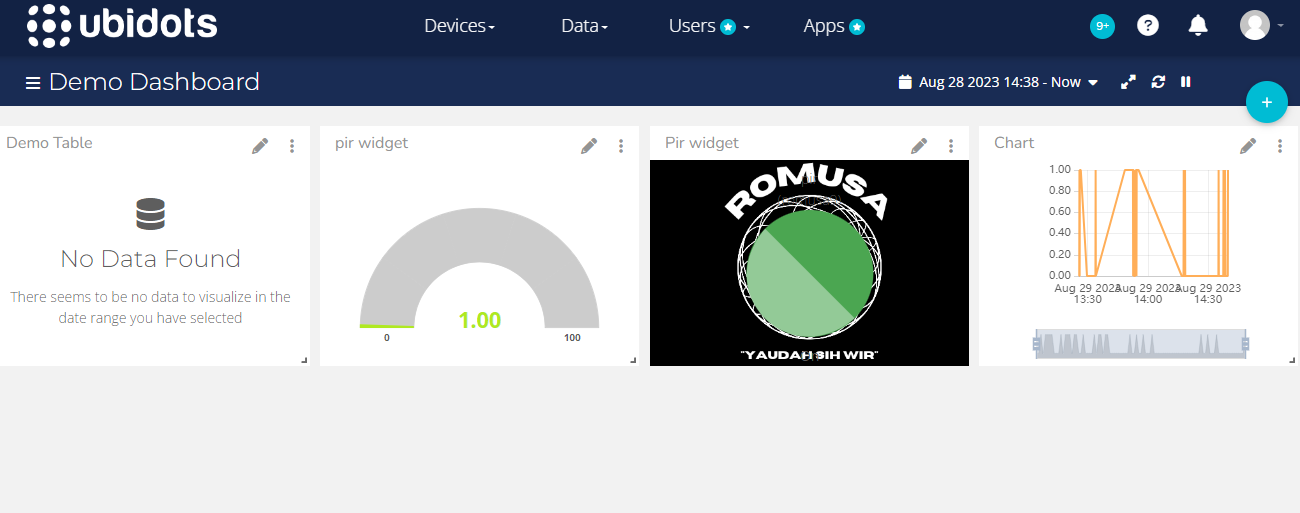 ubidots
Devices
Data
Users
Apps
9+
?
Demo Dashboard
Aug 28 2023 14:38 - Now
+
Demo Table
No Data Found
There seems to be no data to visualize in the
date range you have selected
pir widget
1.00
0
100
Pir widget
ROMUSA
"YAUDAH SIH WIR"
Chart
1.00
0.80
0.60
0.40
0.20
0.00
Aug 29 2023
13:30
Aug 29 2023
14:00
Aug 29 2023
14:30